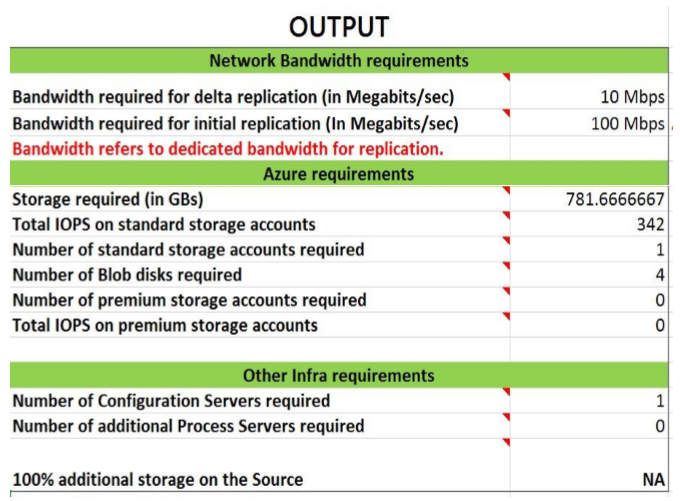 OUTPUT
Network Bandwidth requirements
Bandwidth required for delta replication (in Megabits/sec) 10 Mbps
Bandwidth required for initial replication (In Megabits/sec) 100 Mbps
Bandwidth refers to dedicated bandwidth for replication.
Azure requirements
Storage required (in GBs) 781.6666667
Total IOPS on standard storage accounts 342
Number of standard storage accounts required 1
Number of Blob disks required 4
Number of premium storage accounts required 0
Total IOPS on premium storage accounts 0
Other Infra requirements
Number of Configuration Servers required 1
Number of additional Process Servers required 0
100% additional storage on the Source NA